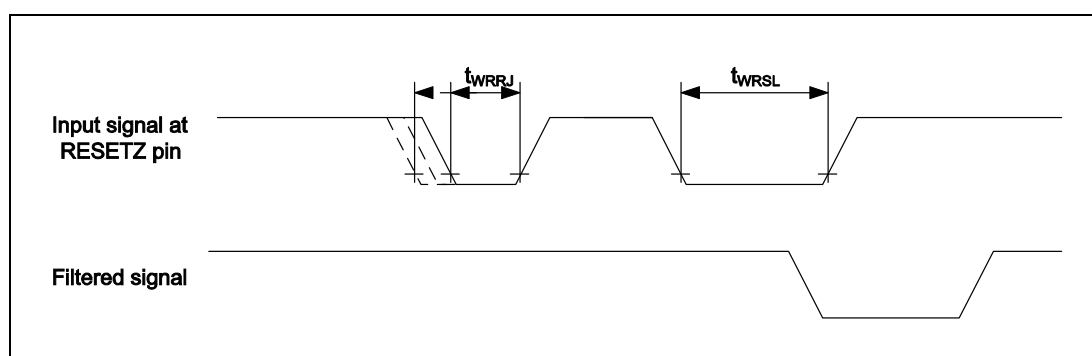 tWRRJ
tWRSL
Input signal at
RESETZ pin
Filtered signal